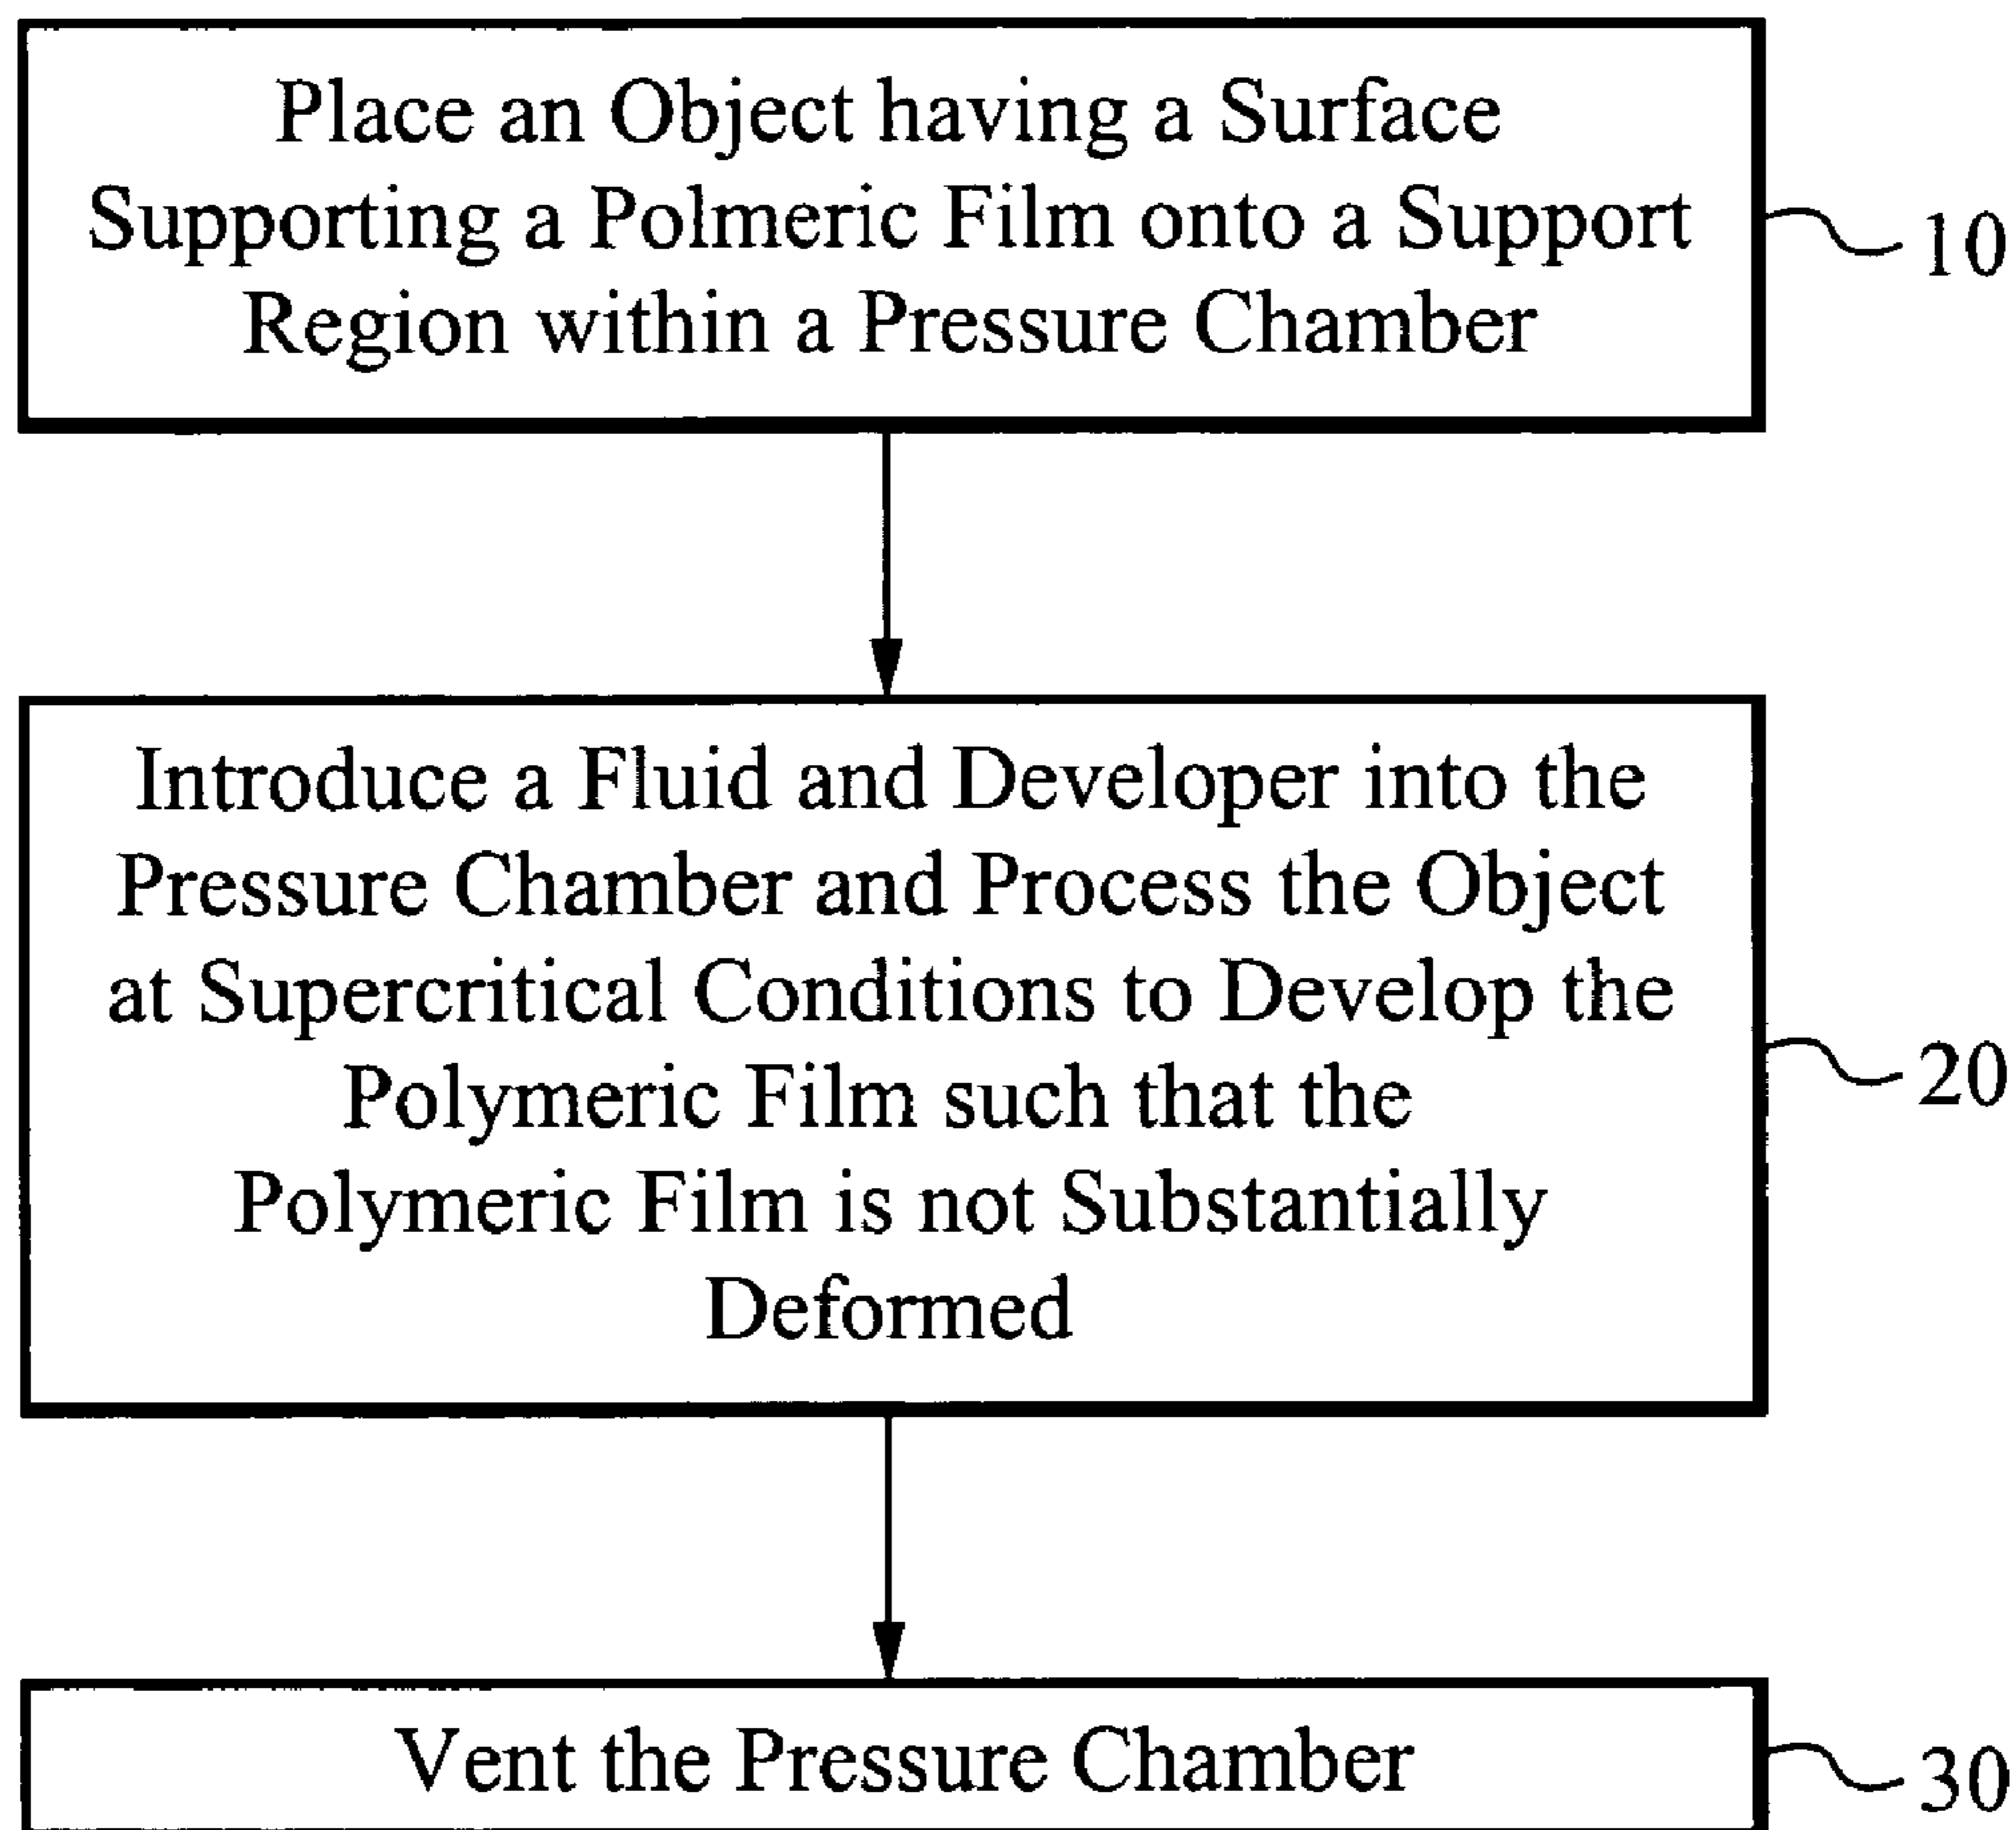 Place an Object having a Surface
Supporting a Polmeric Film onto a Support
Region within a Pressure Chamber
10
Introduce a Fluid and Developer into the
Pressure Chamber and Process the Object
at Supercritical Conditions to Develop the
Polymeric Film such that the
Polymeric Film is not Substantially
Deformed
20
Vent the Pressure Chamber
30